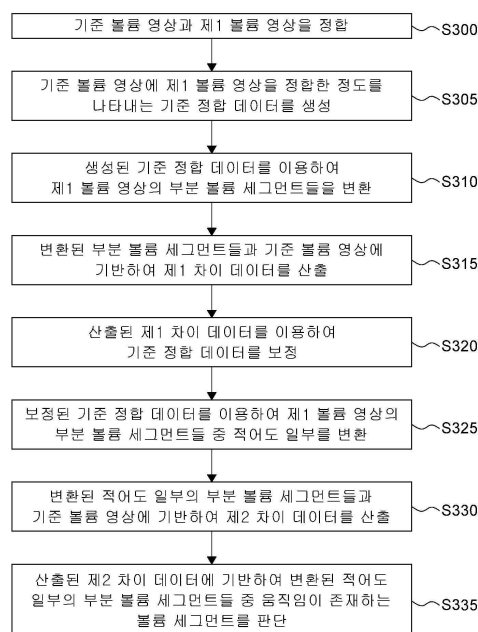 기준 볼륨 영상과 제1 볼륨 영상을 정합
S300
기준 볼륨 영상에 제1 볼륨 영상을 정합한 정도를
나타내는 기준 정합 데이터를 생성
S305
생성된 기준 정합 데이터를 이용하여
제1 볼륨 영상의 부분 볼륨 세그먼트들을 변환
S310
변환된 부분 볼륨 세그먼트들과 기준 볼륨 영상에
기반하여 제1 차이 데이터를 산출
S315
산출된 제1 차이 데이터를 이용하여
기준 정합 데이터를 보정
S320
보정된 기준 정합 데이터를 이용하여 제1 볼륨 영상의
부분 볼륨 세그먼트들 중 적어도 일부를 변환
S325
변환된 적어도 일부의 부분 볼륨 세그먼트들과
기준 볼륨 영상에 기반하여 제2 차이 데이터를 산출
S330
산출된 제2 차이 데이터에 기반하여 변환된 적어도
일부의 부분 볼륨 세그먼트들 중 움직임이 존재하는
볼륨 세그먼트를 판단
S335